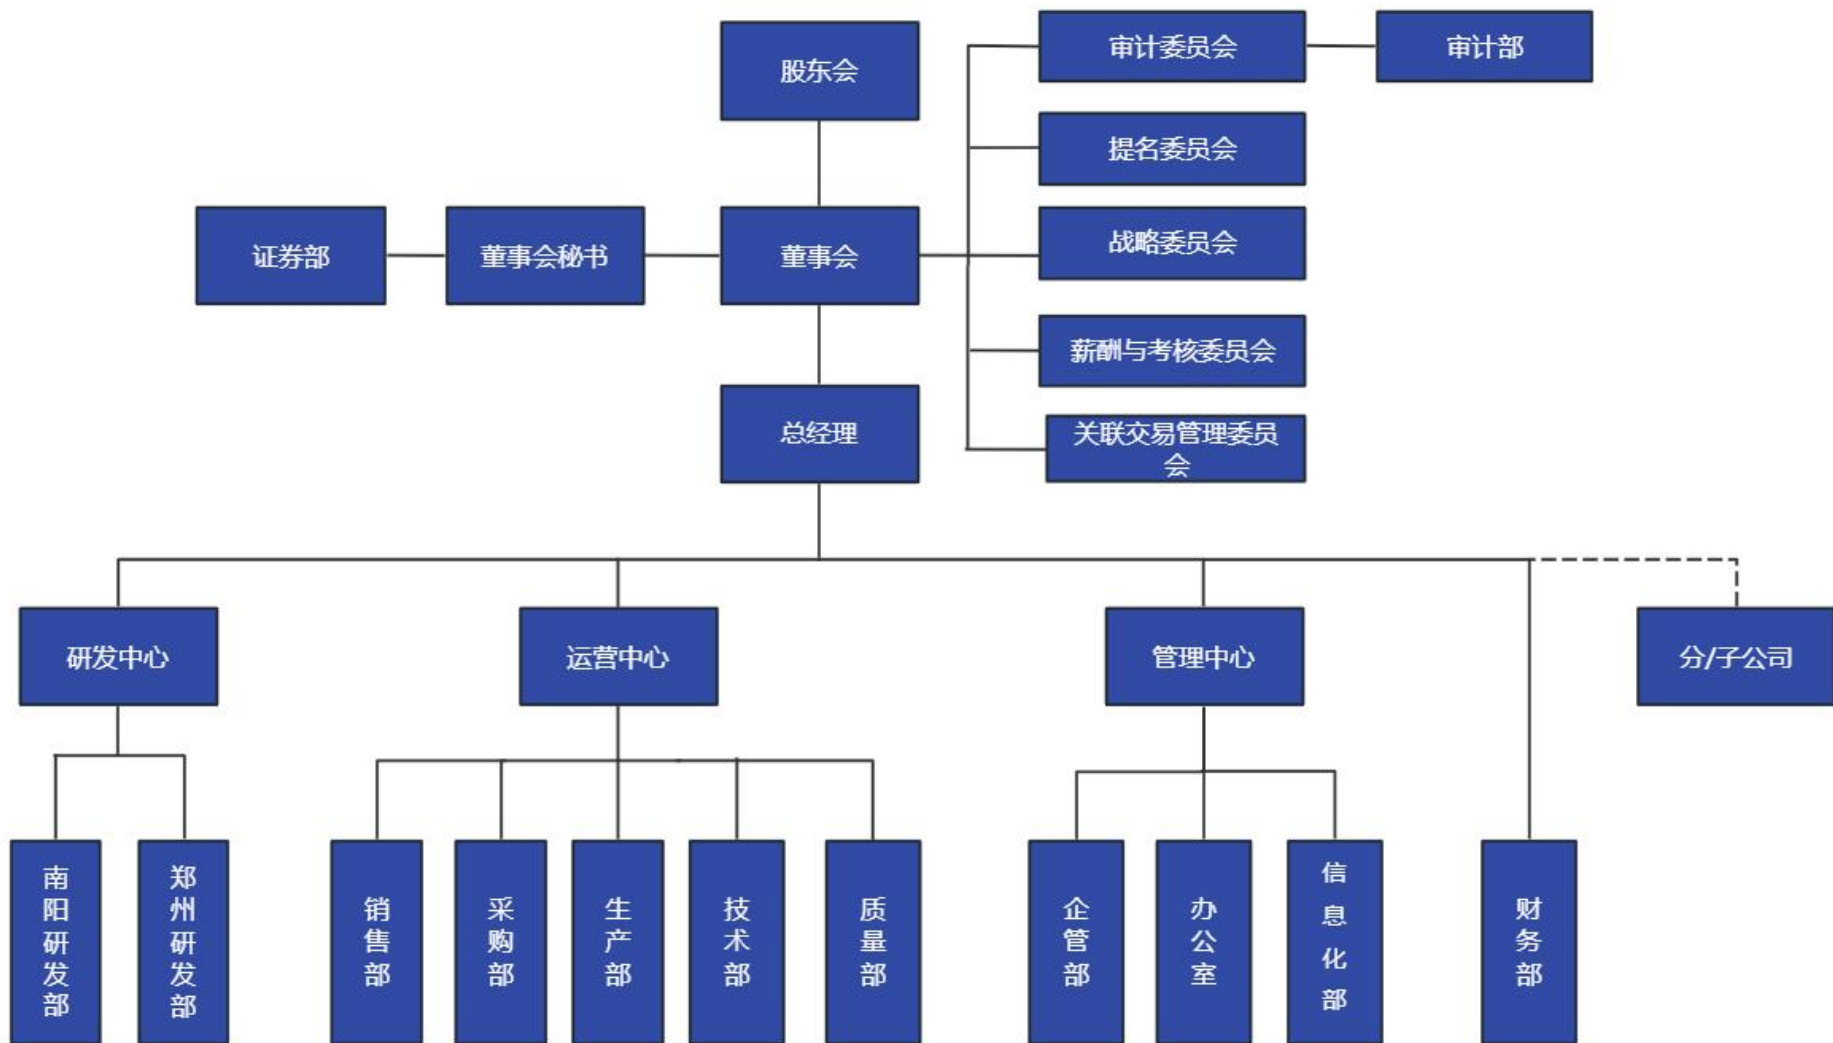 股东会
审计委员会
审计部
提名委员会
证券部
董事会秘书
董事会
战略委员会
薪酬与考核委员会
总经理
关联交易管理委员
会
研发中心
运营中心
管理中心
分/子公司
南阳研发部
郑州研发部
销售部
采购部
生产部
技术部
质量部
企管部
办公室
信息化部
财务部